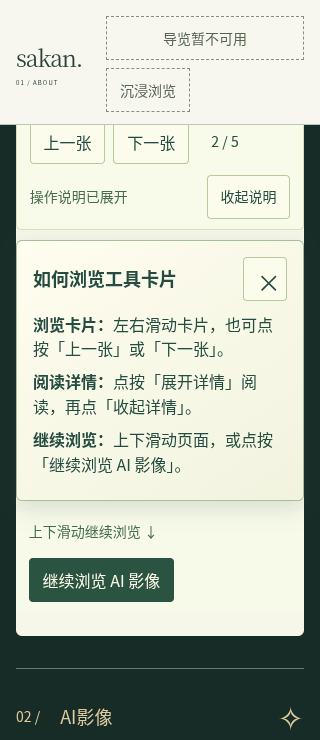 sakan.
01 / ABOUT
导览暂不可用
沉浸浏览
上一张
下一张
2 / 5
操作说明已展开
收起说明
如何浏览工具卡片
浏览卡片：左右滑动卡片，也可点
按「上一张」或「下一张」。
阅读详情：点按「展开详情」阅
读，再点「收起详情」。
继续浏览：上下滑动页面，或点按
「继续浏览 AI 影像」。
上下滑动继续浏览 ↓
继续浏览 AI 影像
02 /
AI影像